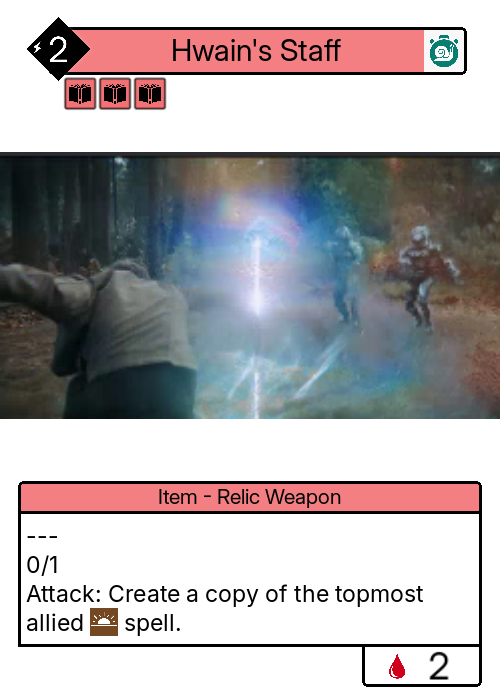 2
Hwain's Staff
Item - Relic Weapon
---
0/1
Attack: Create a copy of the topmost
allied spell.
2